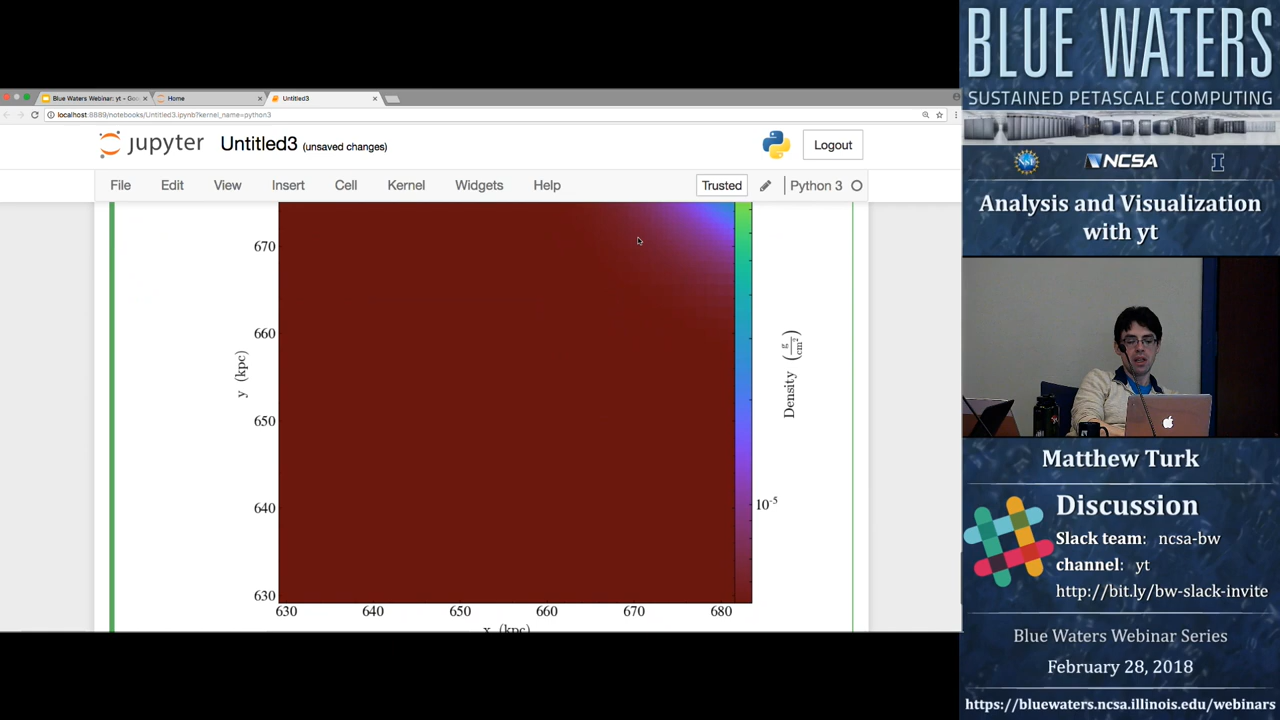 Blue Waters Webinar: yt - Goo
Home
Untitled3
localhost:8889/notebooks/Untitled3.ipynb?kernel_name=python3
jupyter Untitled3 (unsaved changes)
Logout
File Edit View Insert Cell Kernel Widgets Help
Trusted Python 3
670
660
650
640
630
y (kpc)
630 640 650 660 670 680
x (kpc)
10-5
Density (g/cm2)
BLUE WATERS
SUSTAINED PETASCALE COMPUTING
NSF NCSA I
Analysis and Visualization
with yt
Matthew Turk
Discussion
Slack team: ncsa-bw
channel: yt
http://bit.ly/bw-slack-invite
Blue Waters Webinar Series
February 28, 2018
https://bluewaters.ncsa.illinois.edu/webinars